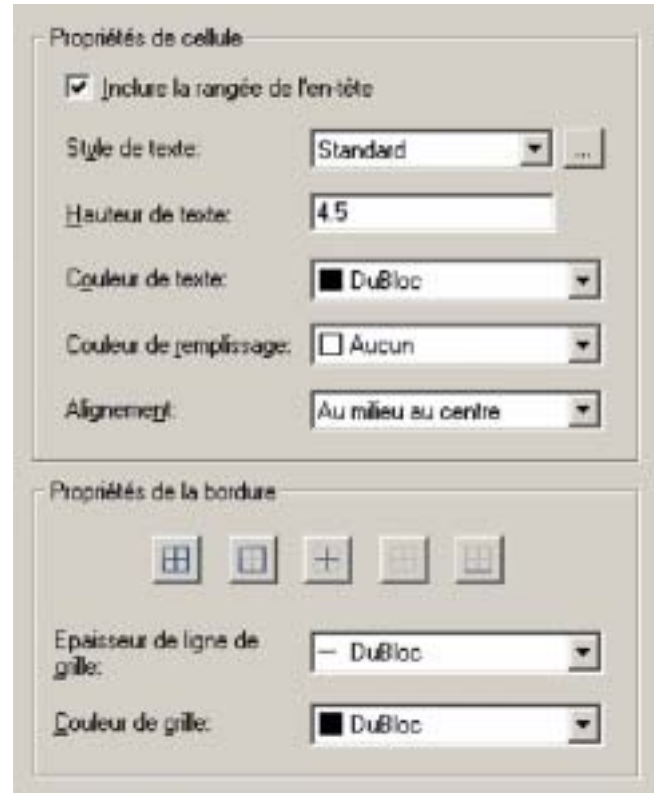 Propriétés de cellule
Inclure la rangée de l'en-tête
Style de texte: Standard ...
Hauteur de texte: 4.5
Couleur de texte: DuBloc
Couleur de remplissage: Aucun
Alignement: Au milieu au centre
Propriétés de la bordure
Epaisseur de ligne de
grille: DuBloc
Couleur de grille: DuBloc